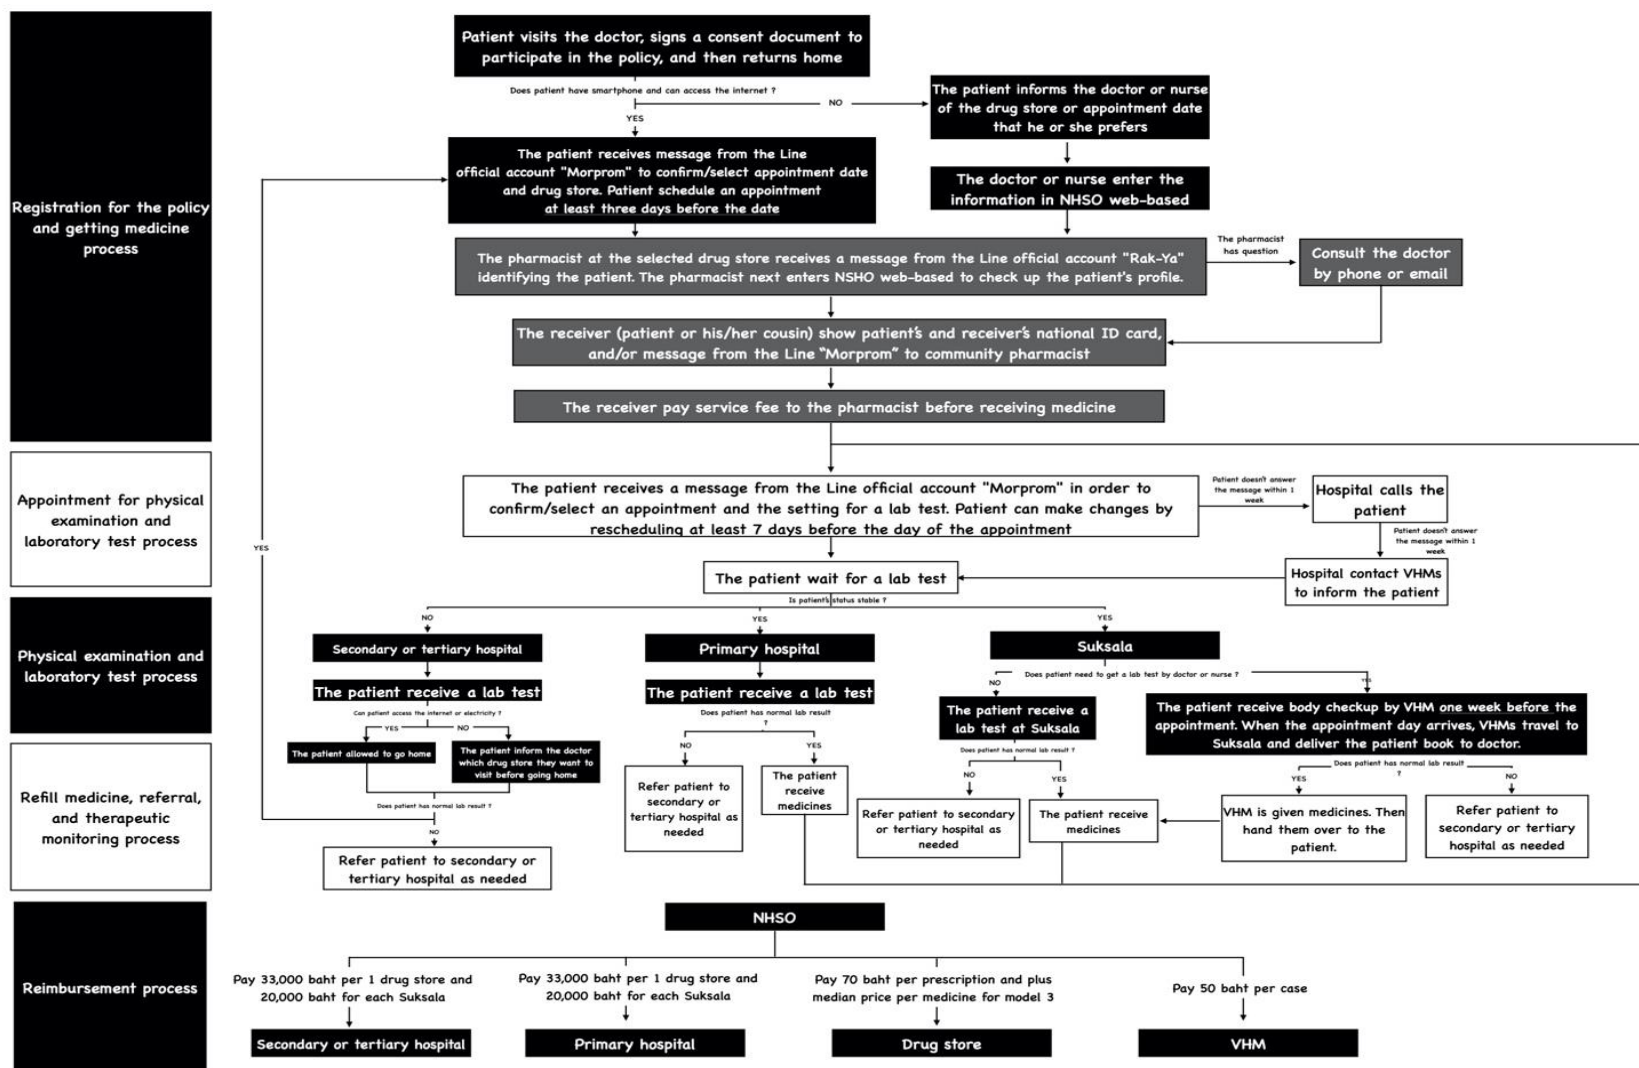 Registration for the policy
and getting medicine
process
Patient visits the doctor, signs a consent document to
participate in the policy, and then returns home
Does patient have smartphone and can access the internet ?
NO
YES
The patient informs the doctor or nurse
of the drug store or appointment date
that he or she prefers
The patient receives message from the Line
official account "Morprom" to confirm/select appointment date
and drug store. Patient schedule an appointment
at least three days before the date
The doctor or nurse enter the
information in NHSO web-based
The pharmacist at the selected drug store receives a message from the Line official account "Rak-Ya"
identifying the patient. The pharmacist next enters NSHO web-based to check up the patient's profile.
The pharmacist
has question
Consult the doctor
by phone or email
The receiver (patient or his/her cousin) show patient's and receiver's national ID card,
and/or message from the Line "Morprom" to community pharmacist
The receiver pay service fee to the pharmacist before receiving medicine
Appointment for physical
examination and
laboratory test process
The patient receives a message from the Line official account "Morprom" in order to
confirm/select an appointment and the setting for a lab test. Patient can make changes by
rescheduling at least 7 days before the day of the appointment
Patient doesn't answer
the message within 1
week
Hospital calls the
patient
Patient doesn't answer
the message within 1
week
Hospital contact VHMs
to inform the patient
The patient wait for a lab test
Is patient's status stable ?
YES
NO
YES
YES
Physical examination and
laboratory test process
Secondary or tertiary hospital
Primary hospital
Suksala
The patient receive a lab test
Can patient access the internet or electricity ?
YES
NO
The patient allowed to go home
The patient inform the doctor
which drug store they want to
visit before going home
The patient receive a lab test
Does patient has normal lab result
?
NO
YES
Does patient need to get a lab test by doctor or nurse ?
NO
YES
The patient receive a
lab test at Suksala
Does patient has normal lab result ?
NO
YES
The patient receive body checkup by VHM one week before the
appointment. When the appointment day arrives, VHMs travel to
Suksala and deliver the patient book to doctor.
Does patient has normal lab result
?
YES
NO
Refill medicine, referral,
and therapeutic
monitoring process
Does patient has normal lab result ?
NO
Refer patient to secondary or
tertiary hospital as needed
Refer patient to
secondary or
tertiary hospital as
needed
The patient
receive
medicines
Refer patient to secondary
or tertiary hospital as
needed
The patient receive
medicines
VHM is given medicines. Then
hand them over to the
patient.
Refer patient to
secondary or tertiary
hospital as needed
Reimbursement process
NHSO
Pay 33,000 baht per 1 drug store and
20,000 baht for each Suksala
Pay 33,000 baht per 1 drug store and
20,000 baht for each Suksala
Pay 70 baht per prescription and plus
median price per medicine for model 3
Pay 50 baht per case
Secondary or tertiary hospital
Primary hospital
Drug store
VHM